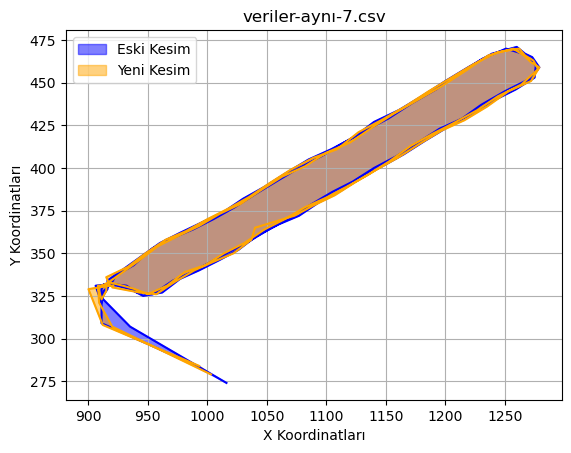 veriler-aynı-7.csv
Eski Kesim
Yeni Kesim
Y Koordinatları
475
450
425
400
375
350
325
300
275
900 950 1000 1050 1100 1150 1200 1250
X Koordinatları